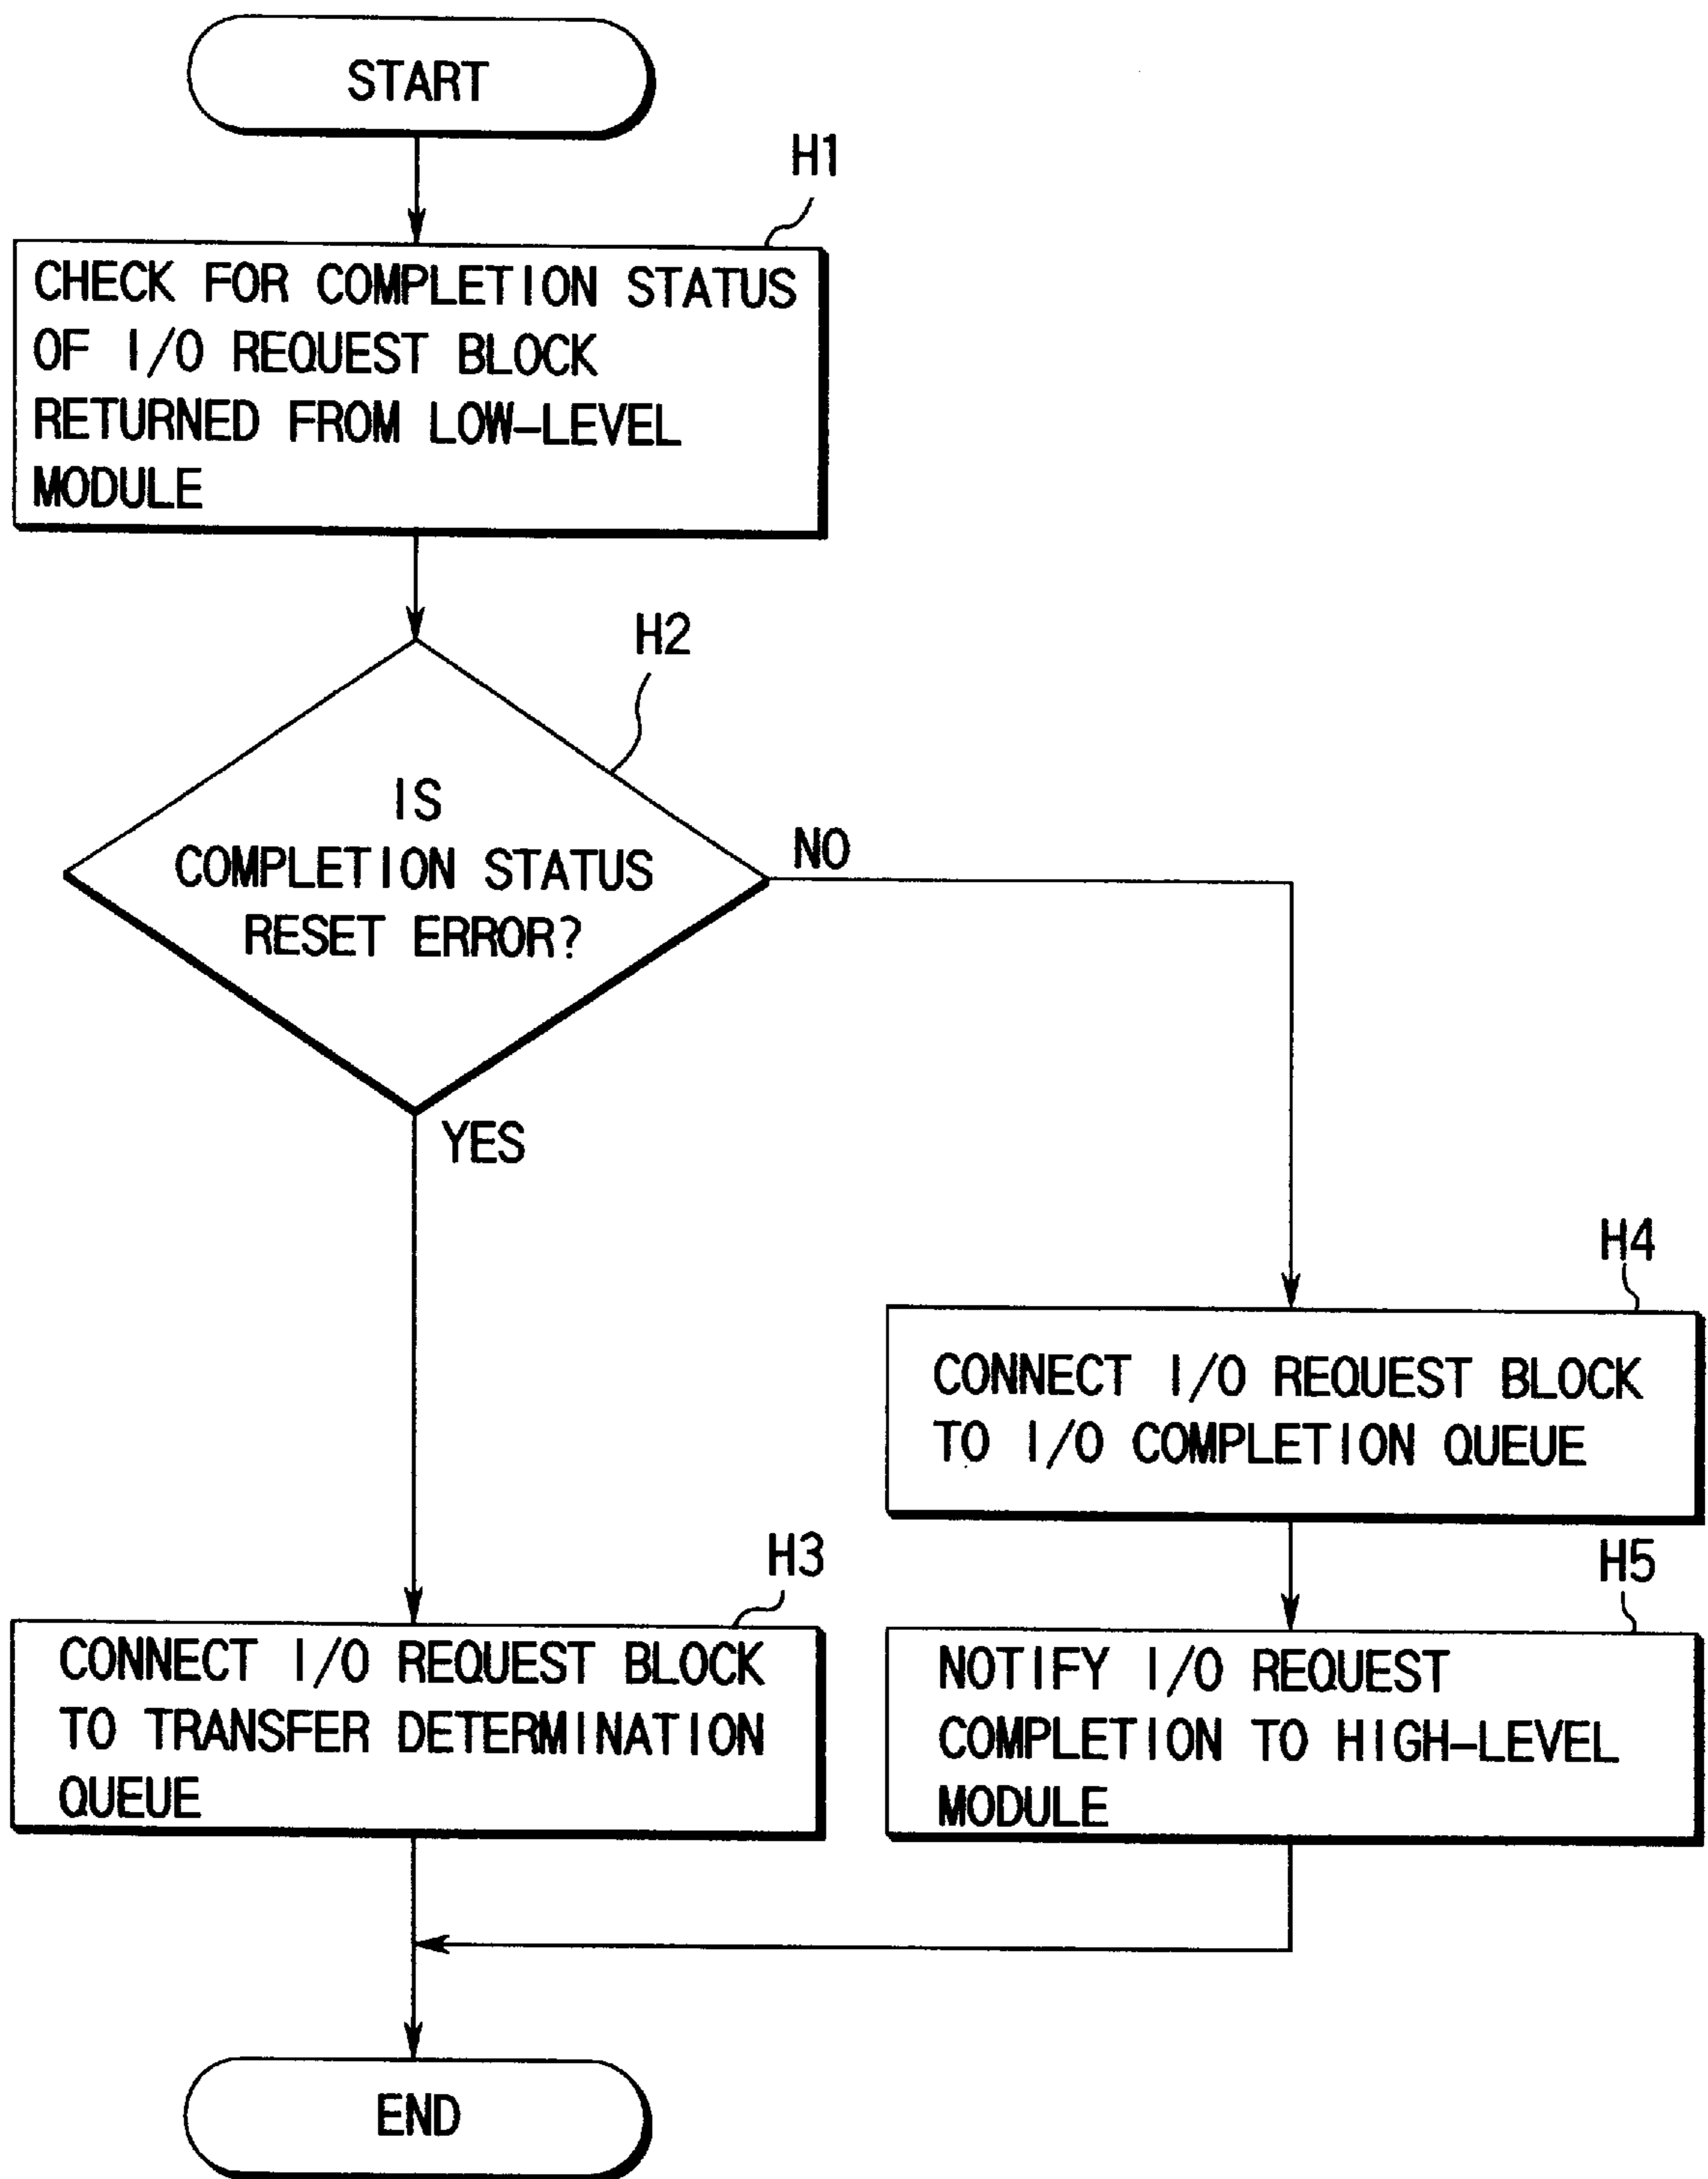 START
H1
CHECK FOR COMPLETION STATUS
OF I/O REQUEST BLOCK
RETURNED FROM LOW-LEVEL
MODULE
H2
IS
COMPLETION STATUS
RESET ERROR?
NO
YES
H4
CONNECT I/O REQUEST BLOCK
TO I/O COMPLETION QUEUE
H3
CONNECT I/O REQUEST BLOCK
TO TRANSFER DETERMINATION
QUEUE
H5
NOTIFY I/O REQUEST
COMPLETION TO HIGH-LEVEL
MODULE
END